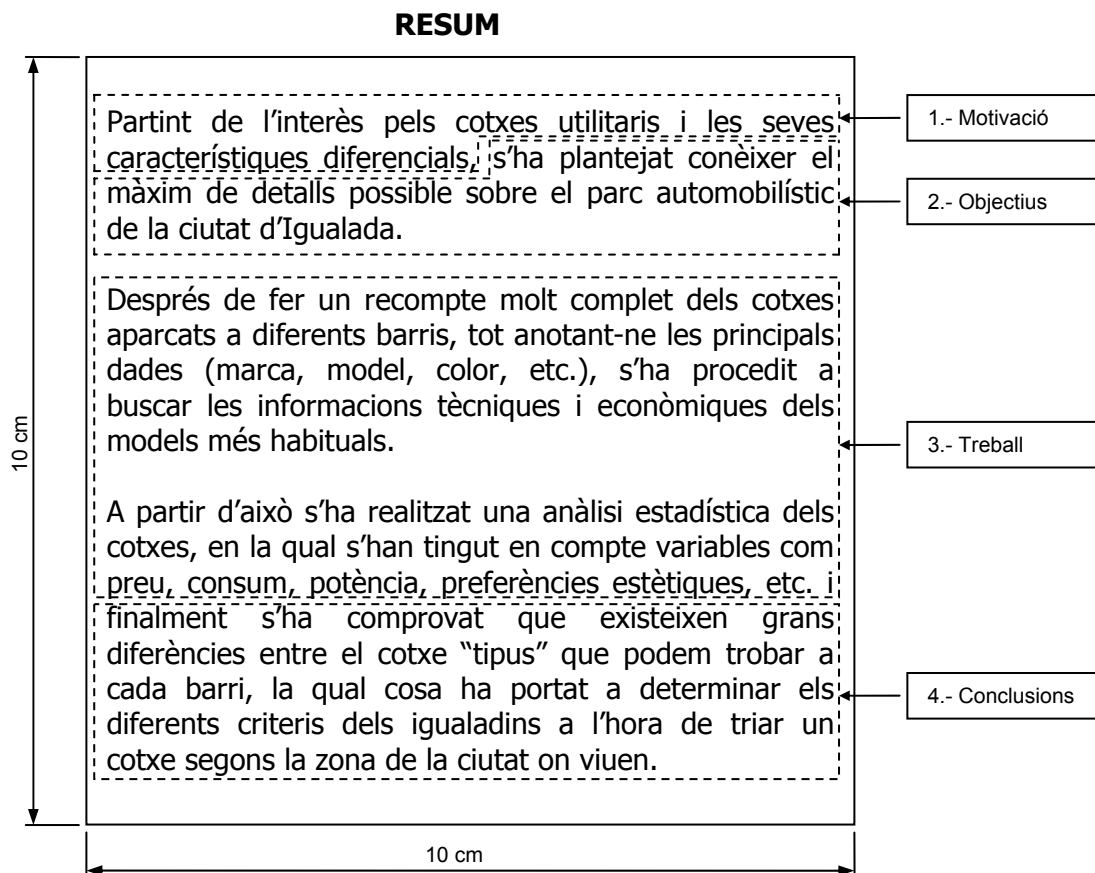 RESUM
Partint de l'interès pels cotxes utilitaris i les seves
característiques diferencials, s'ha plantejat conèixer el
màxim de detalls possible sobre el parc automobilístic
de la ciutat d'Igualada.
Després de fer un recompte molt complet dels cotxes
aparcats a diferents barris, tot anotant-ne les principals
dades (marca, model, color, etc.), s'ha procedit a
buscar les informacions tècniques i econòmiques dels
models més habituals.
A partir d'això s'ha realitzat una anàlisi estadística dels
cotxes, en la qual s'han tingut en compte variables com
preu, consum, potència, preferències estètiques, etc. i
finalment s'ha comprovat que existeixen grans
diferències entre el cotxe “tipus” que podem trobar a
cada barri, la qual cosa ha portat a determinar els
diferents criteris dels igualadins a l'hora de triar un
cotxe segons la zona de la ciutat on viuen.
1.- Motivació
2.- Objectius
3.- Treball
4.- Conclusions
10 cm
10 cm